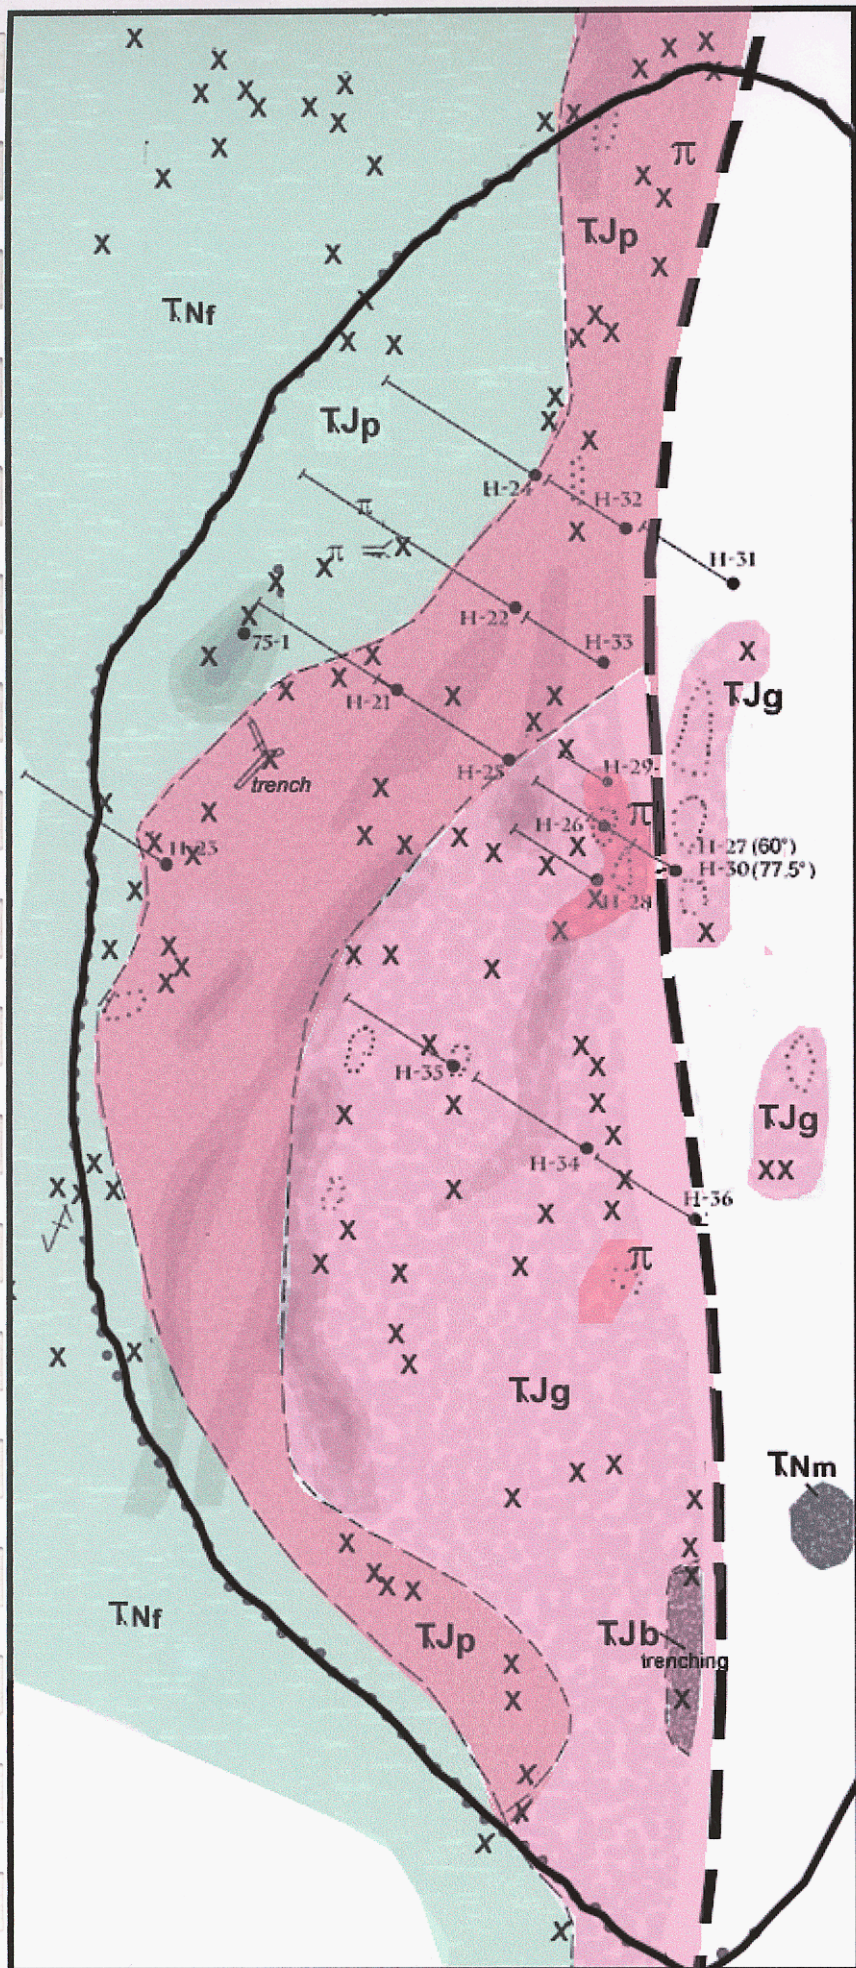 π
TJp
TNf
TJp
H-24
H-32
π
H-31
π
H-22
75-1
H-33
H-21
TJg
H-25
H-29
trench
H-26
π
H-27 (60°)
H-23
H-30 (77.5°)
H-28
H-35
TJg
H-34
H-36
π
TJg
TNm
TNf
TJp
TJb
trenching